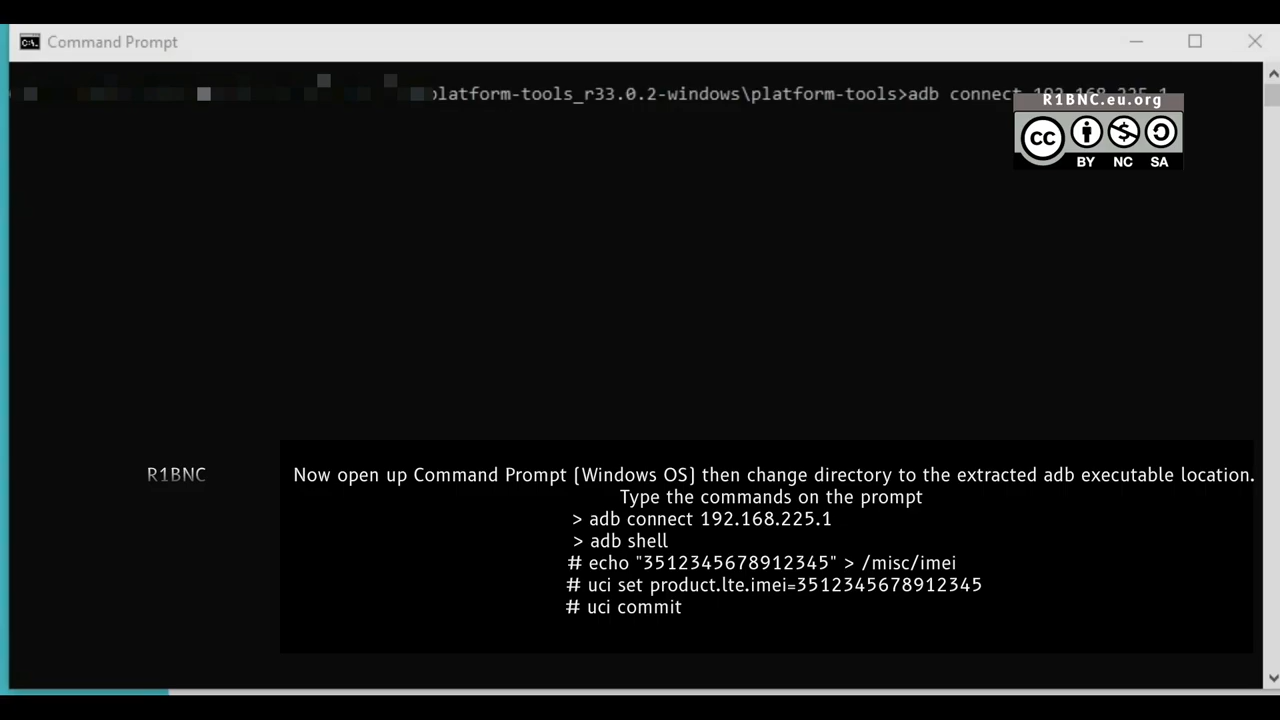 Command Prompt
platform-tools_r33.0.2-windows\platform-tools>adb connect 192.168.225.1
R1BNC.eu.org
CC BY NC SA
R1BNC
Now open up Command Prompt [Windows OS] then change directory to the extracted adb executable location.
Type the commands on the prompt
> adb connect 192.168.225.1
> adb shell
# echo "3512345678912345" > /misc/imei
# uci set product.lte.imei=3512345678912345
# uci commit